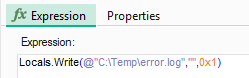 fx Expression Properties
Expression:
Locals.Write(@"C:\Temp\error.log","",0x1)